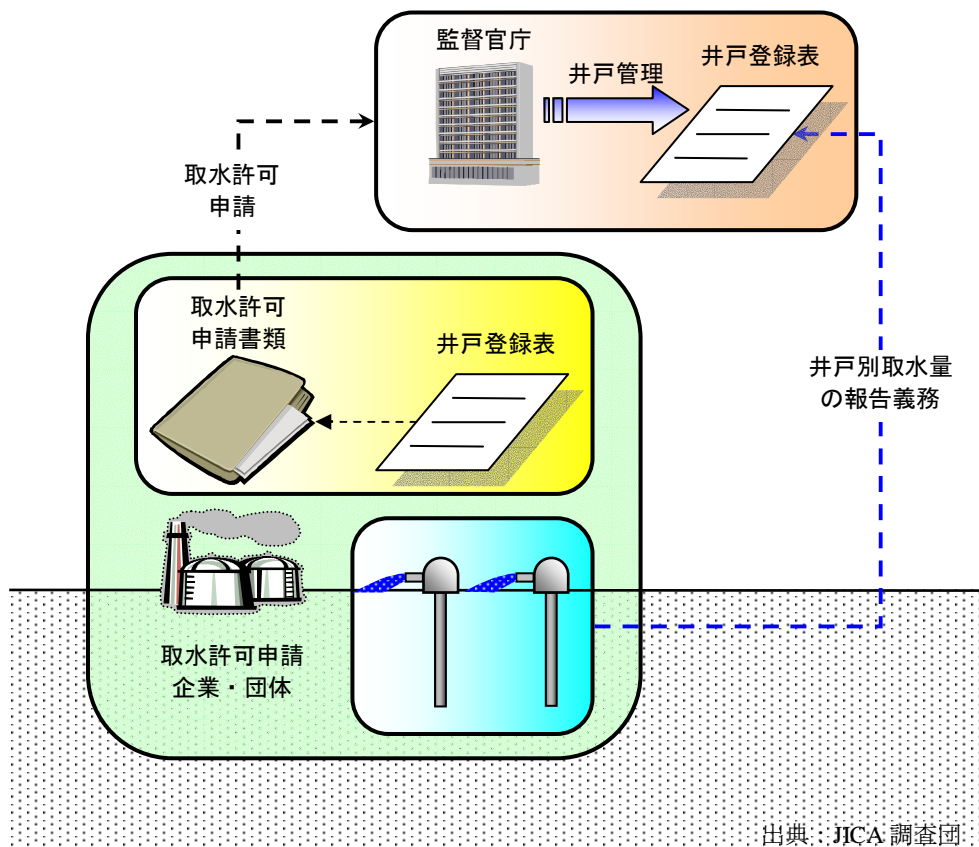 監督官庁
井戸管理
井戸登録表
取水許可
申請
取水許可
申請書類
井戸登録表
井戸別取水量
の報告義務
取水許可申請
企業・団体
出典：JICA 調査団